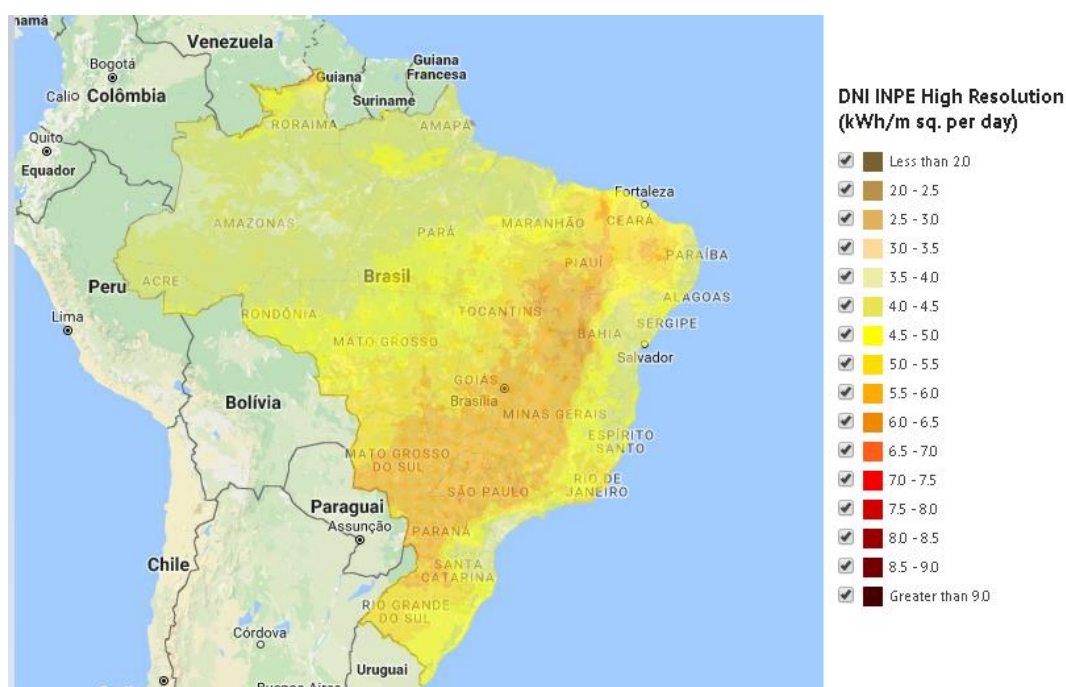 namá
Venezuela
Bogotá
Guiana
Guiana
Francesa
Calio
Colômbia
Suriname
RORAIMA
AMAPÁ
Quito
Equador
Fortaleza
AMAZONAS
PARÁ
MARANHÃO
CEARÁ
PARAÍBA
PIAUÍ
ACRE
Brasil
Peru
ALAGOAS
Lima
RONDÔNIA
TOCANTINS
SERGIPE
BAHIA
MATO GROSSO
Salvador
GOIÁS
Brasília
Bolívia
MINAS GERAIS
ESPÍRITO
SANTO
MATO GROSSO
DO SUL
RIO DE
JANEIRO
SÃO PAULO
Paraguai
Assunção
PARANÁ
Chile
SANTA
CATARINA
RIO GRANDE
DO SUL
Córdova
Uruguai
Buenos Aires
DNI INPE High Resolution
(kWh/m sq. per day)
Less than 2.0
2.0 - 2.5
2.5 - 3.0
3.0 - 3.5
3.5 - 4.0
4.0 - 4.5
4.5 - 5.0
5.0 - 5.5
5.5 - 6.0
6.0 - 6.5
6.5 - 7.0
7.0 - 7.5
7.5 - 8.0
8.0 - 8.5
8.5 - 9.0
Greater than 9.0